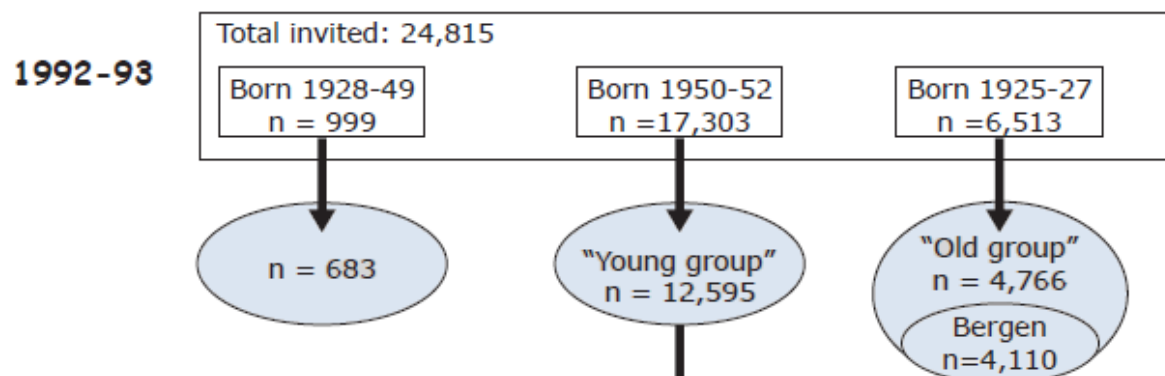 Total invited: 24,815
1992-93
Born 1928-49
n = 999
Born 1950-52
n =17,303
Born 1925-27
n =6,513
n = 683
“Young group”
n = 12,595
“Old group”
n = 4,766
Bergen
n=4,110